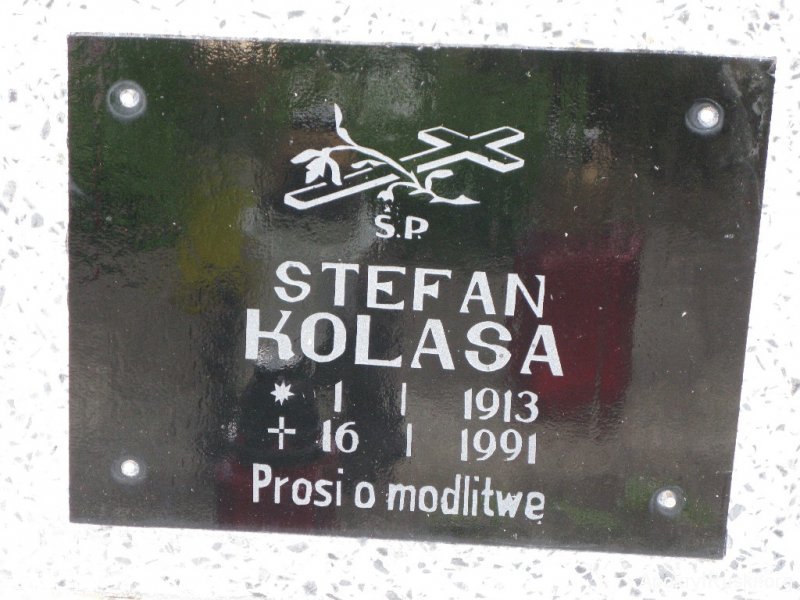 Ś.P.
STEFAN
KOLASA
* 1 I 1913
+ 16 I 1991
Prosi o modlitwę